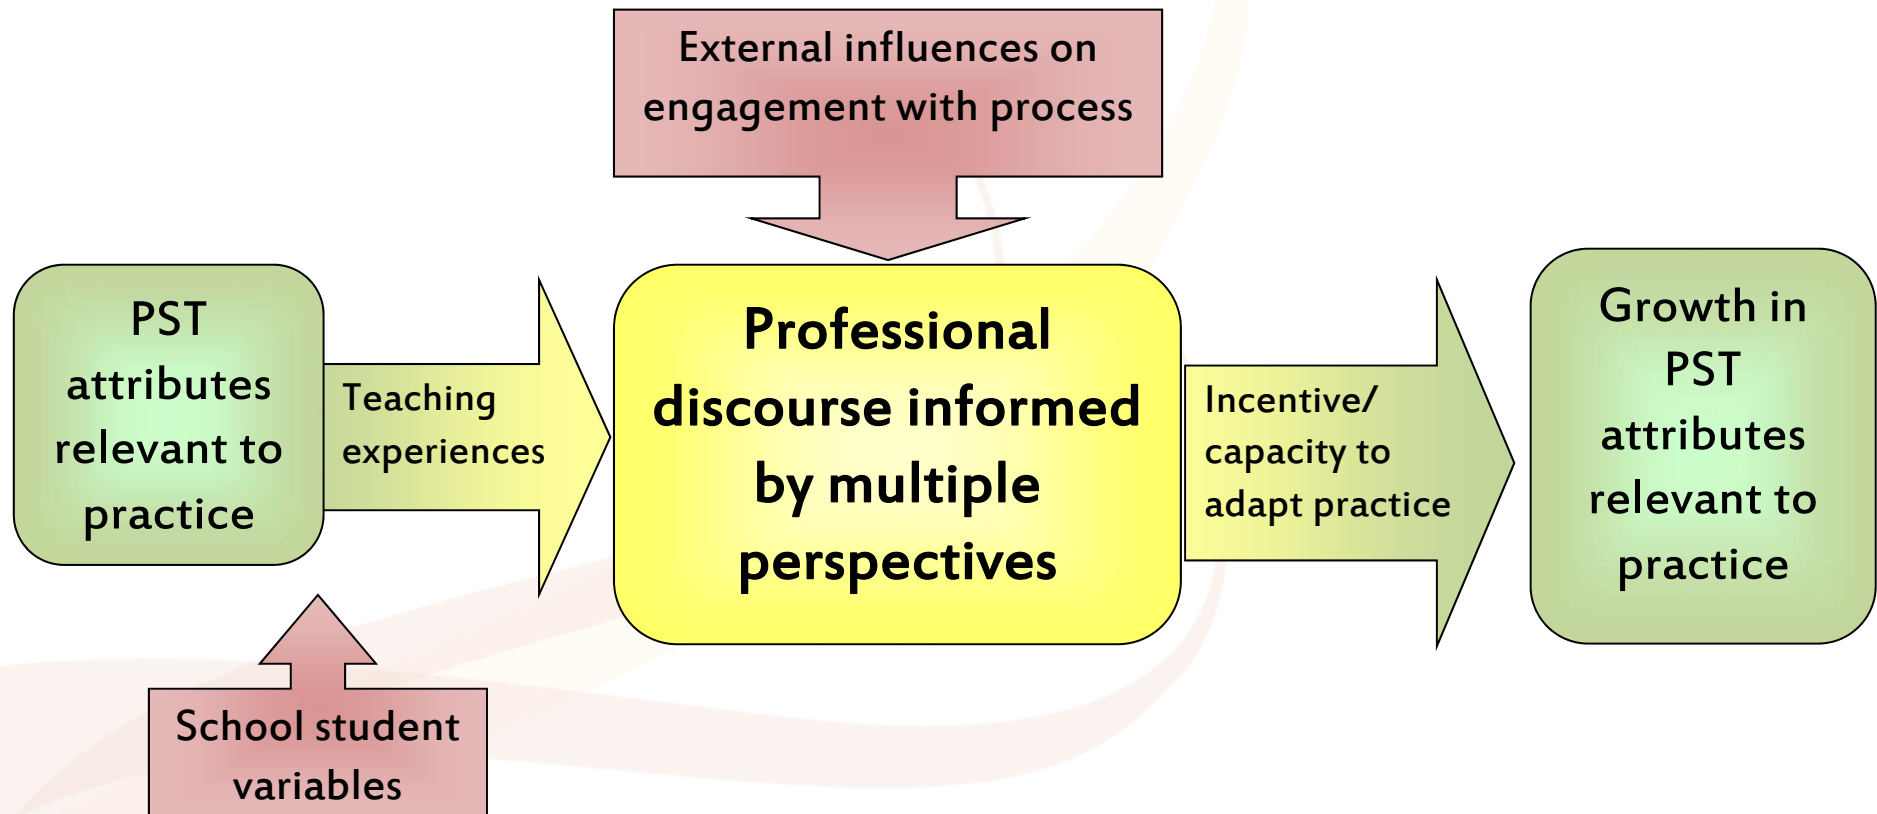 External influences on
engagement with process
PST
attributes
relevant to
practice
Teaching
experiences
Professional
discourse informed
by multiple
perspectives
Incentive/
capacity to
adapt practice
Growth in
PST
attributes
relevant to
practice
School student
variables